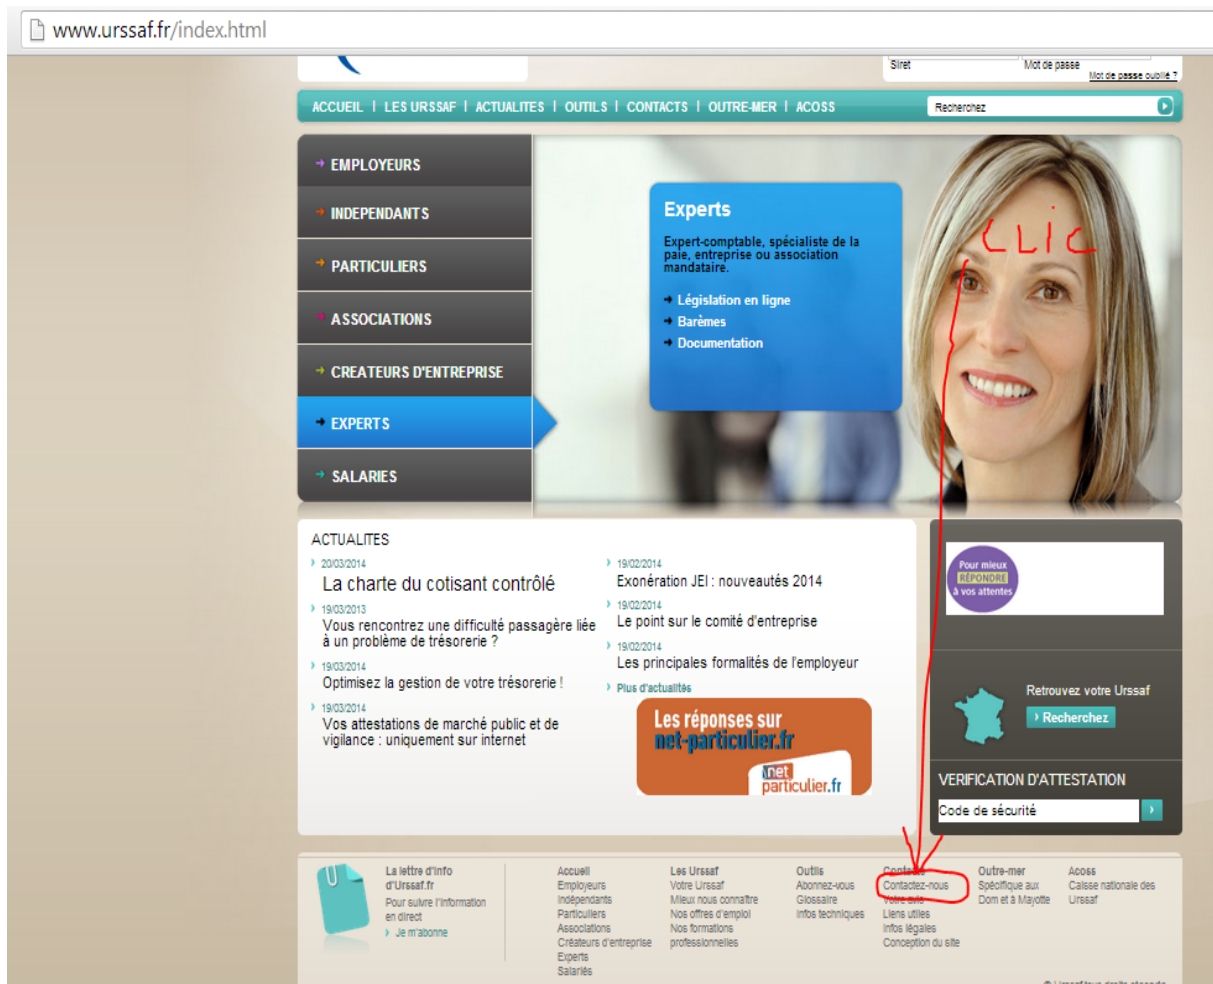 www.urssaf.fr/index.html
Siret
Mot de passe
Mot de passe oublié ?
ACCUEIL | LES URSSAF | ACTUALITES | OUTILS | CONTACTS | OUTRE-MER | ACOSS
Recherchez
EMPLOYEURS
INDEPENDANTS
PARTICULIERS
ASSOCIATIONS
CREATEURS D'ENTREPRISE
EXPERTS
SALARIES
Experts
Expert-comptable, spécialiste de la
paie, entreprise ou association
mandataire.
Législation en ligne
Barèmes
Documentation
CLiC
ACTUALITES
20/03/2014
La charte du cotisant contrôlé
19/03/2013
Vous rencontrez une difficulté passagère liée
à un problème de trésorerie ?
19/03/2014
Optimisez la gestion de votre trésorerie !
19/03/2014
Vos attestations de marché public et de
vigilance : uniquement sur internet
19/02/2014
Exonération JEI : nouveautés 2014
19/02/2014
Le point sur le comité d'entreprise
19/02/2014
Les principales formalités de l'employeur
Plus d'actualités
Les réponses sur
net-particulier.fr
net
particulier.fr
Pour mieux
RÉPONDRE
à vos attentes
Retrouvez votre Urssaf
Recherchez
VERIFICATION D'ATTESTATION
Code de sécurité
La lettre d'info
d'Urssaf.fr
Pour suivre l'information
en direct
Je m'abonne
Accueil
Employeurs
Indépendants
Particuliers
Associations
Créateurs d'entreprise
Experts
Salariés
Les Urssaf
Votre Urssaf
Mieux nous connaître
Nos offres d'emploi
Nos formations
professionnelles
Outils
Abonnez-vous
Glossaire
Infos techniques
Contacts
Contactez-nous
Votre avis
Liens utiles
Infos légales
Conception du site
Outre-mer
Spécifique aux
Dom et à Mayotte
Acoss
Caisse nationale des
Urssaf